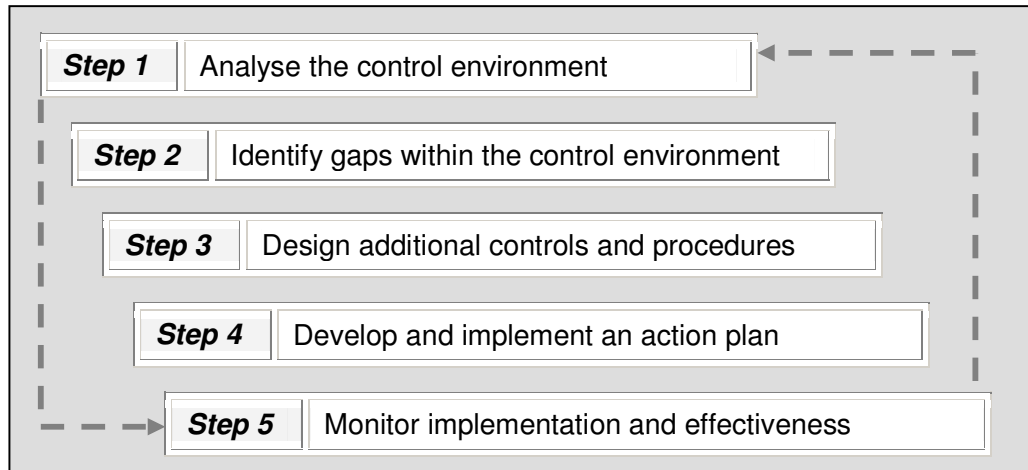 Step 1 Analyse the control environment
Step 2 Identify gaps within the control environment
Step 3 Design additional controls and procedures
Step 4 Develop and implement an action plan
Step 5 Monitor implementation and effectiveness